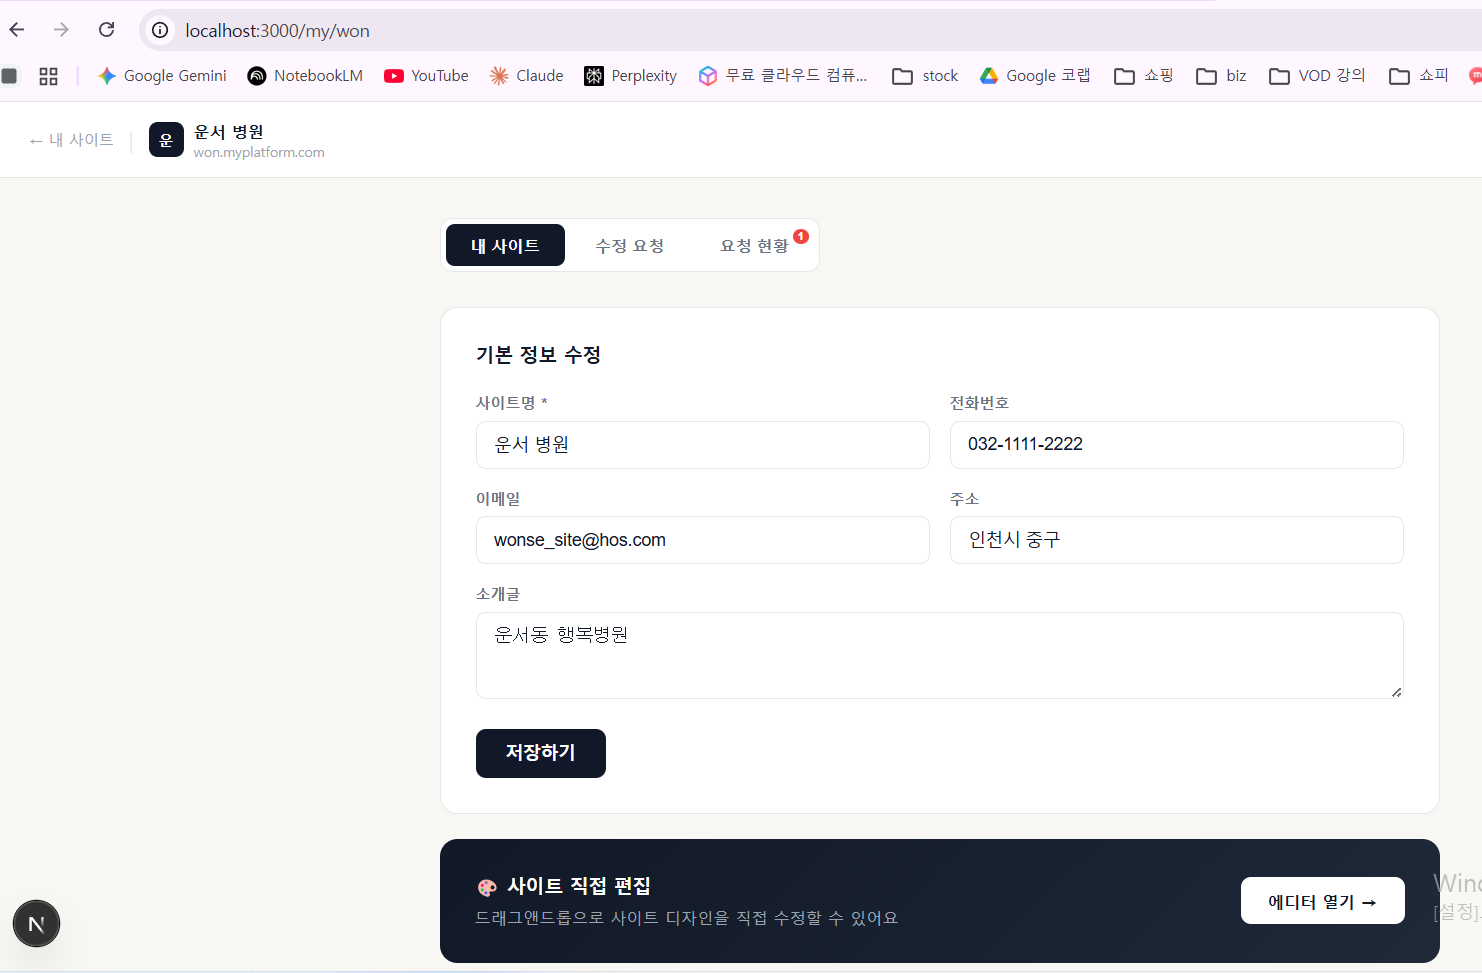 localhost:3000/my/won
Google Gemini
NotebookLM
YouTube
Claude
Perplexity
무료 클라우드 컴퓨...
stock
Google 코랩
쇼핑
biz
VOD 강의
쇼피
← 내 사이트
운
운서 병원
won.myplatform.com
내 사이트
수정 요청
요청 현황
1
기본 정보 수정
사이트명 *
전화번호
운서 병원
032-1111-2222
이메일
주소
wonse_site@hos.com
인천시 중구
소개글
운서동 행복병원
저장하기
🎨 사이트 직접 편집
드래그앤드롭으로 사이트 디자인을 직접 수정할 수 있어요
에디터 열기 →
N
[설정]